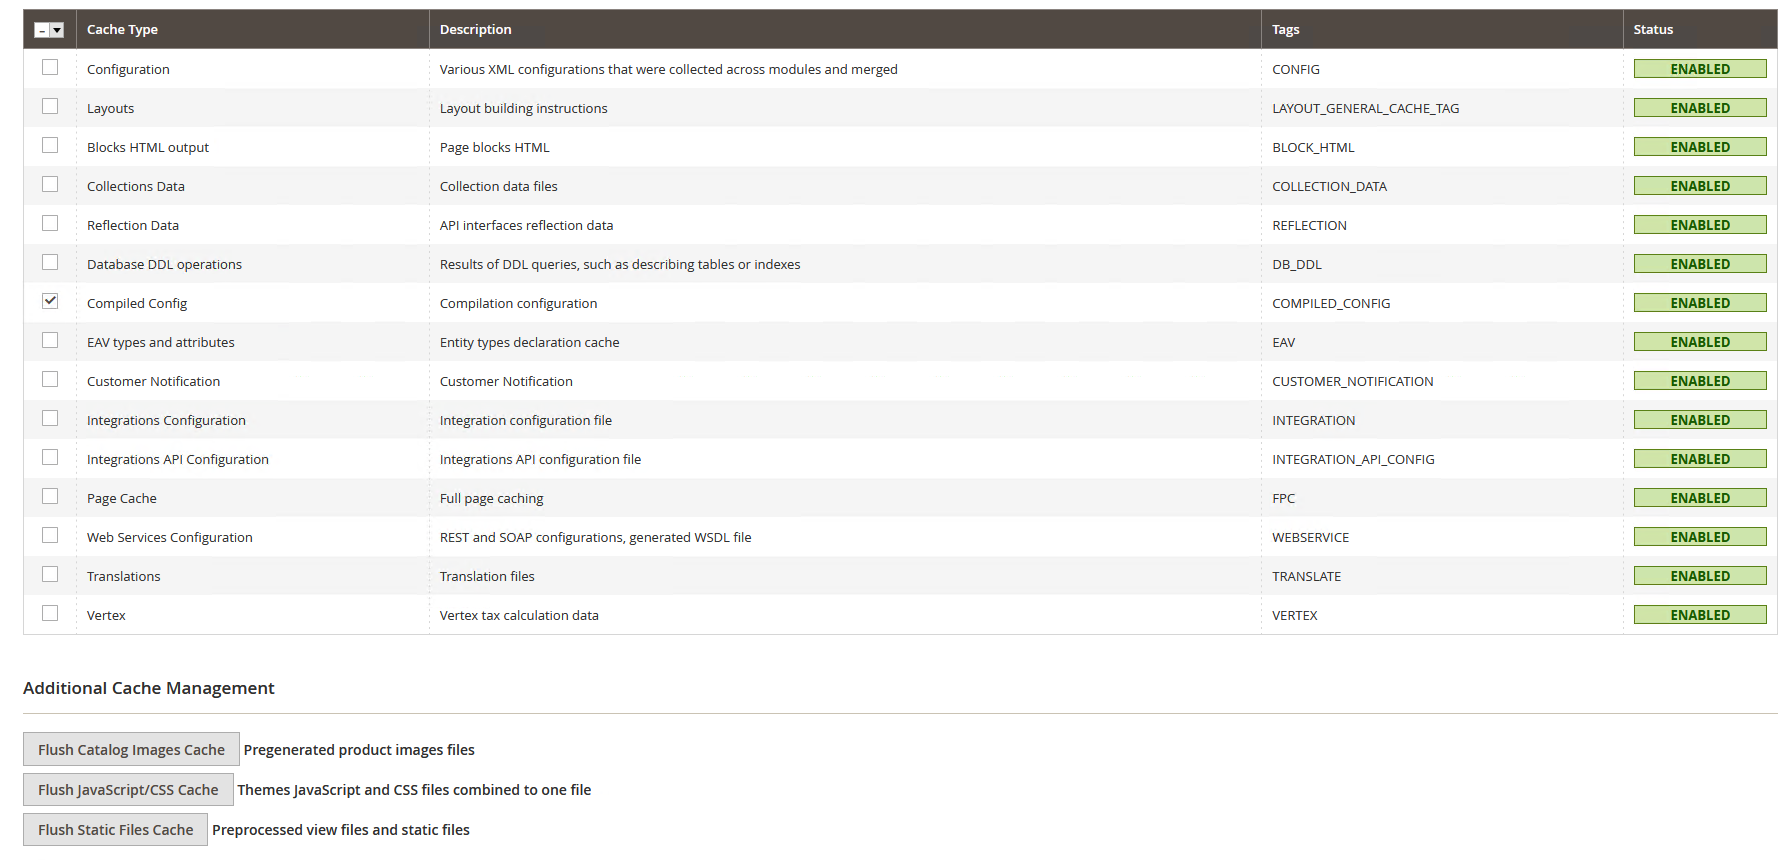 Cache Type Description Tags Status
Configuration Various XML configurations that were collected across modules and merged CONFIG ENABLED
Layouts Layout building instructions LAYOUT_GENERAL_CACHE_TAG ENABLED
Blocks HTML output Page blocks HTML BLOCK_HTML ENABLED
Collections Data Collection data files COLLECTION_DATA ENABLED
Reflection Data API interfaces reflection data REFLECTION ENABLED
Database DDL operations Results of DDL queries, such as describing tables or indexes DB_DDL ENABLED
Compiled Config Compilation configuration COMPILED_CONFIG ENABLED
EAV types and attributes Entity types declaration cache EAV ENABLED
Customer Notification Customer Notification CUSTOMER_NOTIFICATION ENABLED
Integrations Configuration Integration configuration file INTEGRATION ENABLED
Integrations API Configuration Integrations API configuration file INTEGRATION_API_CONFIG ENABLED
Page Cache Full page caching FPC ENABLED
Web Services Configuration REST and SOAP configurations, generated WSDL file WEBSERVICE ENABLED
Translations Translation files TRANSLATE ENABLED
Vertex Vertex tax calculation data VERTEX ENABLED
Additional Cache Management
Flush Catalog Images Cache Pregenerated product images files
Flush JavaScript/CSS Cache Themes JavaScript and CSS files combined to one file
Flush Static Files Cache Preprocessed view files and static files